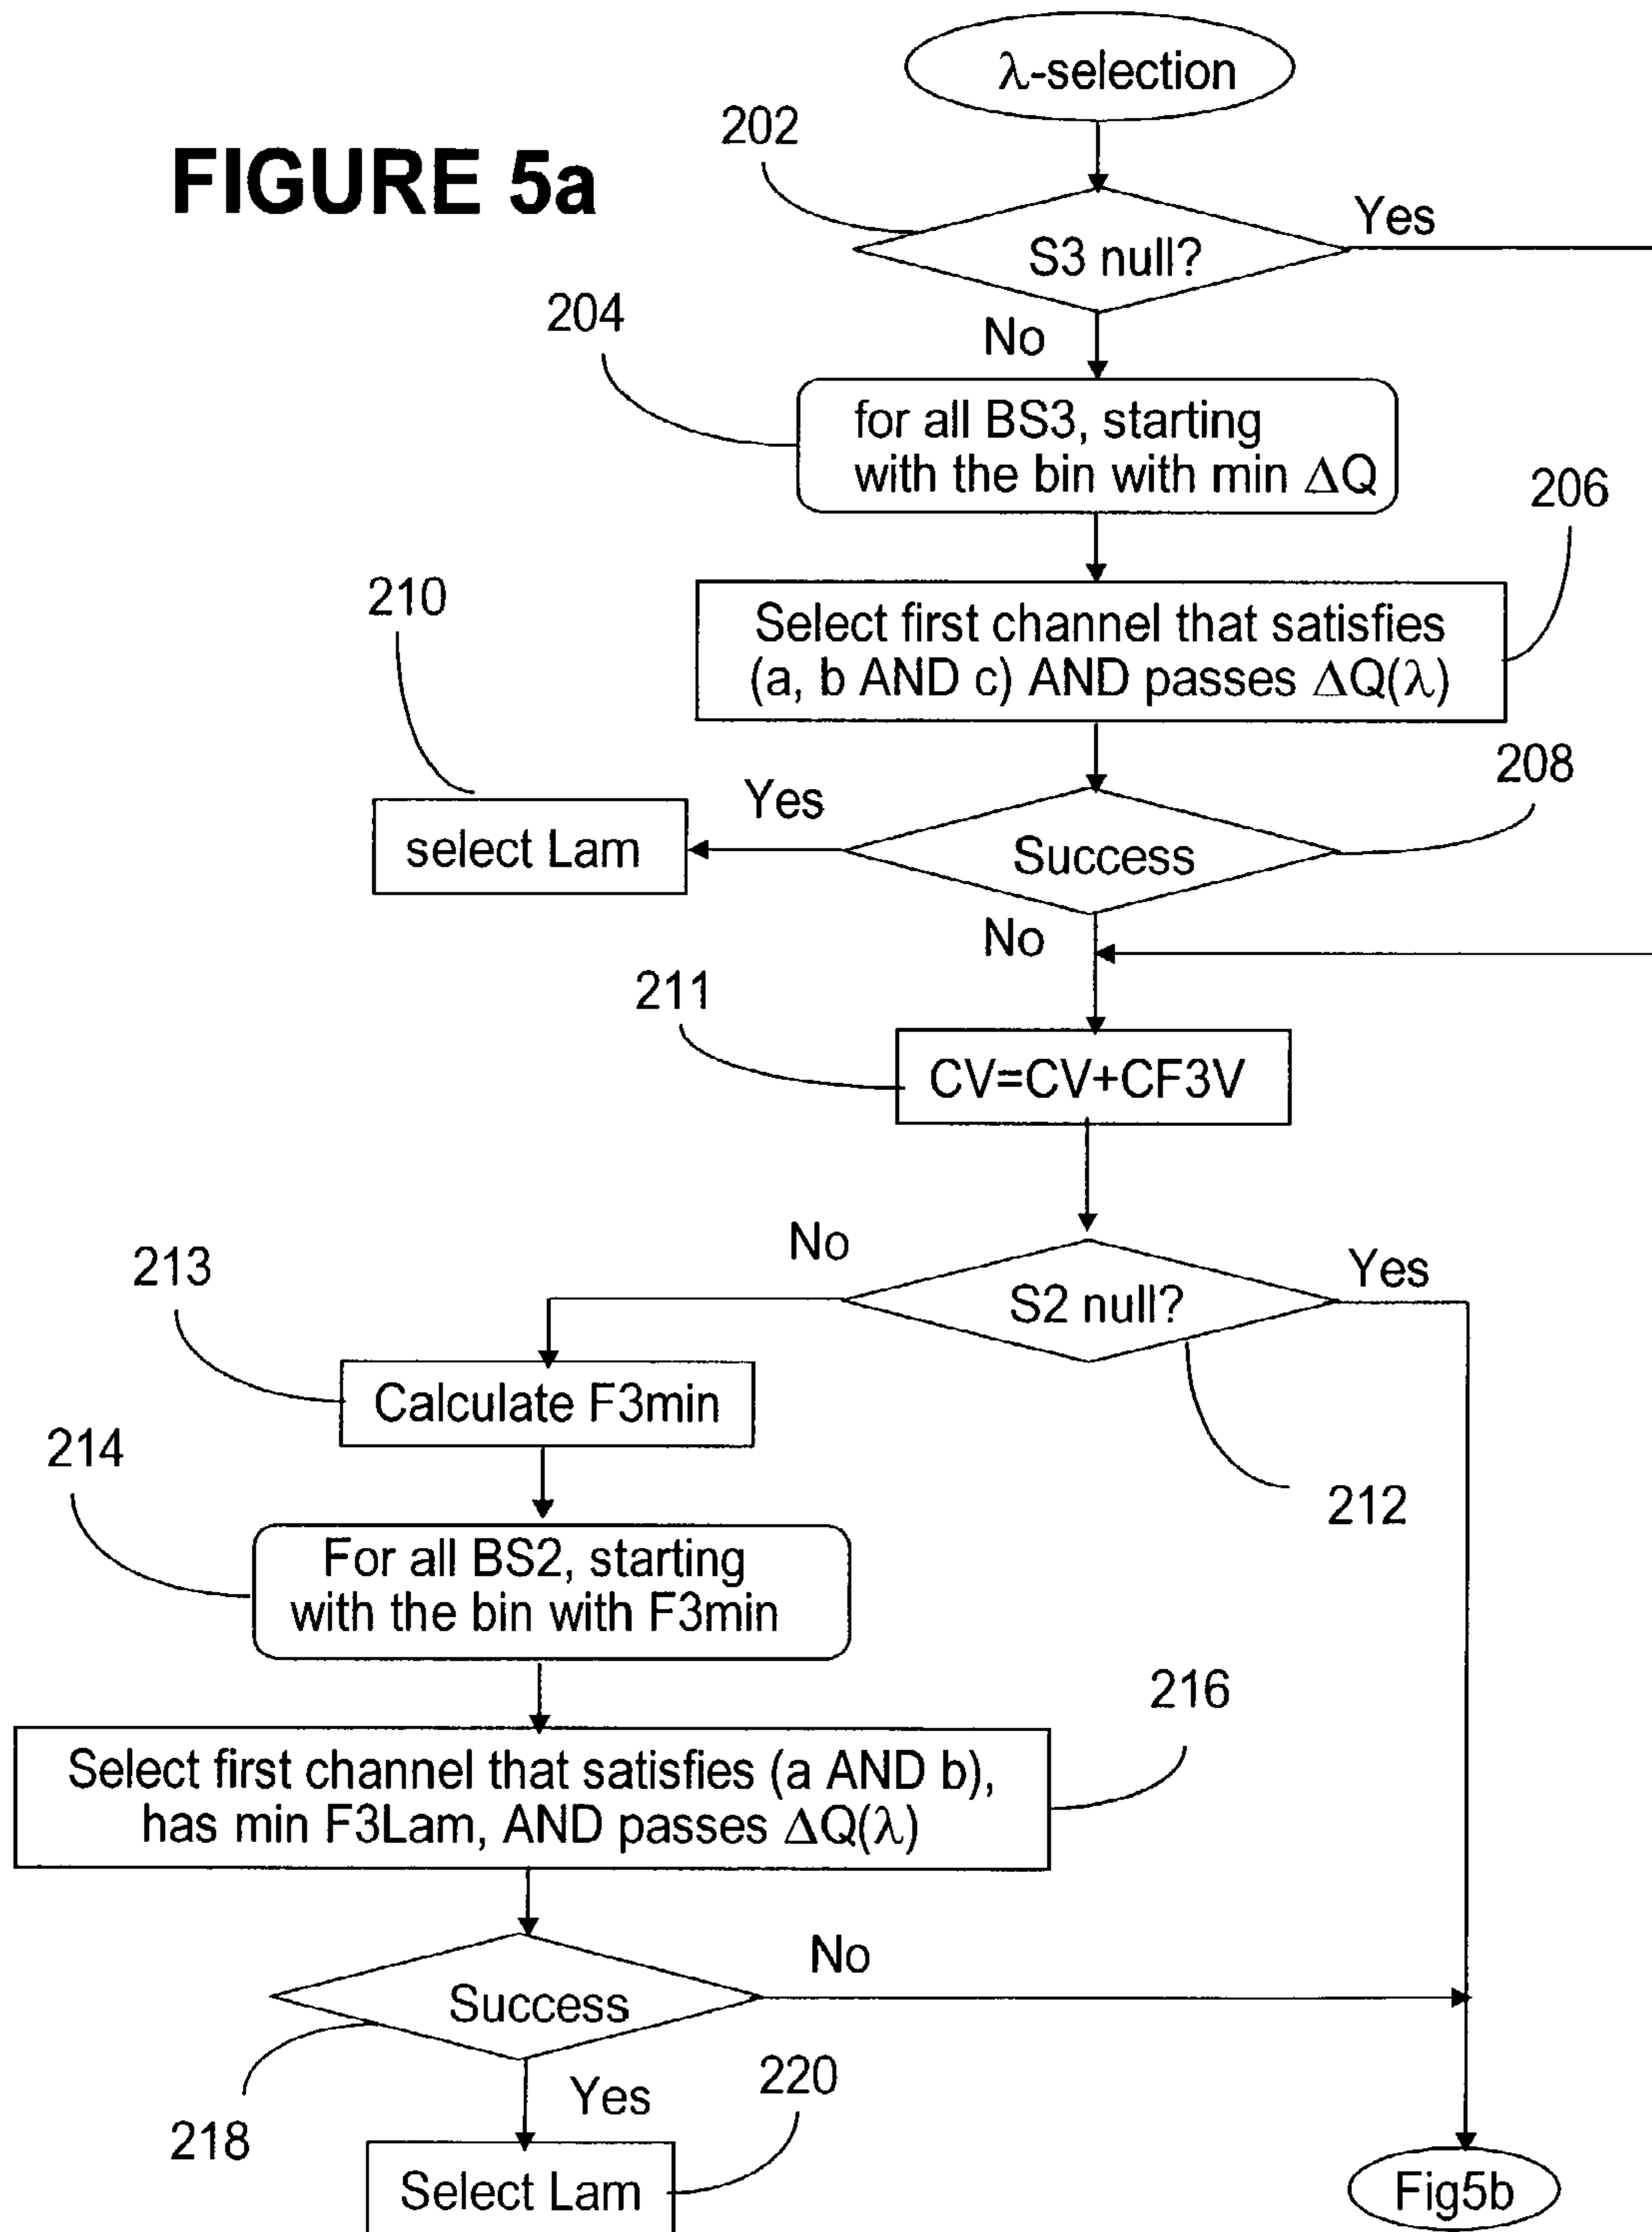 λ-selection
FIGURE 5a
202
Yes
S3 null?
204
No
for all BS3, starting
with the bin with min ΔQ
206
210
Select first channel that satisfies
(a, b AND c) AND passes ΔQ(λ)
208
Yes
select Lam
Success
No
211
CV=CV+CF3V
No
213
Yes
S2 null?
Calculate F3min
214
212
For all BS2, starting
with the bin with F3min
216
Select first channel that satisfies (a AND b),
has min F3Lam, AND passes ΔQ(λ)
No
Success
220
Yes
218
Select Lam
Fig5b